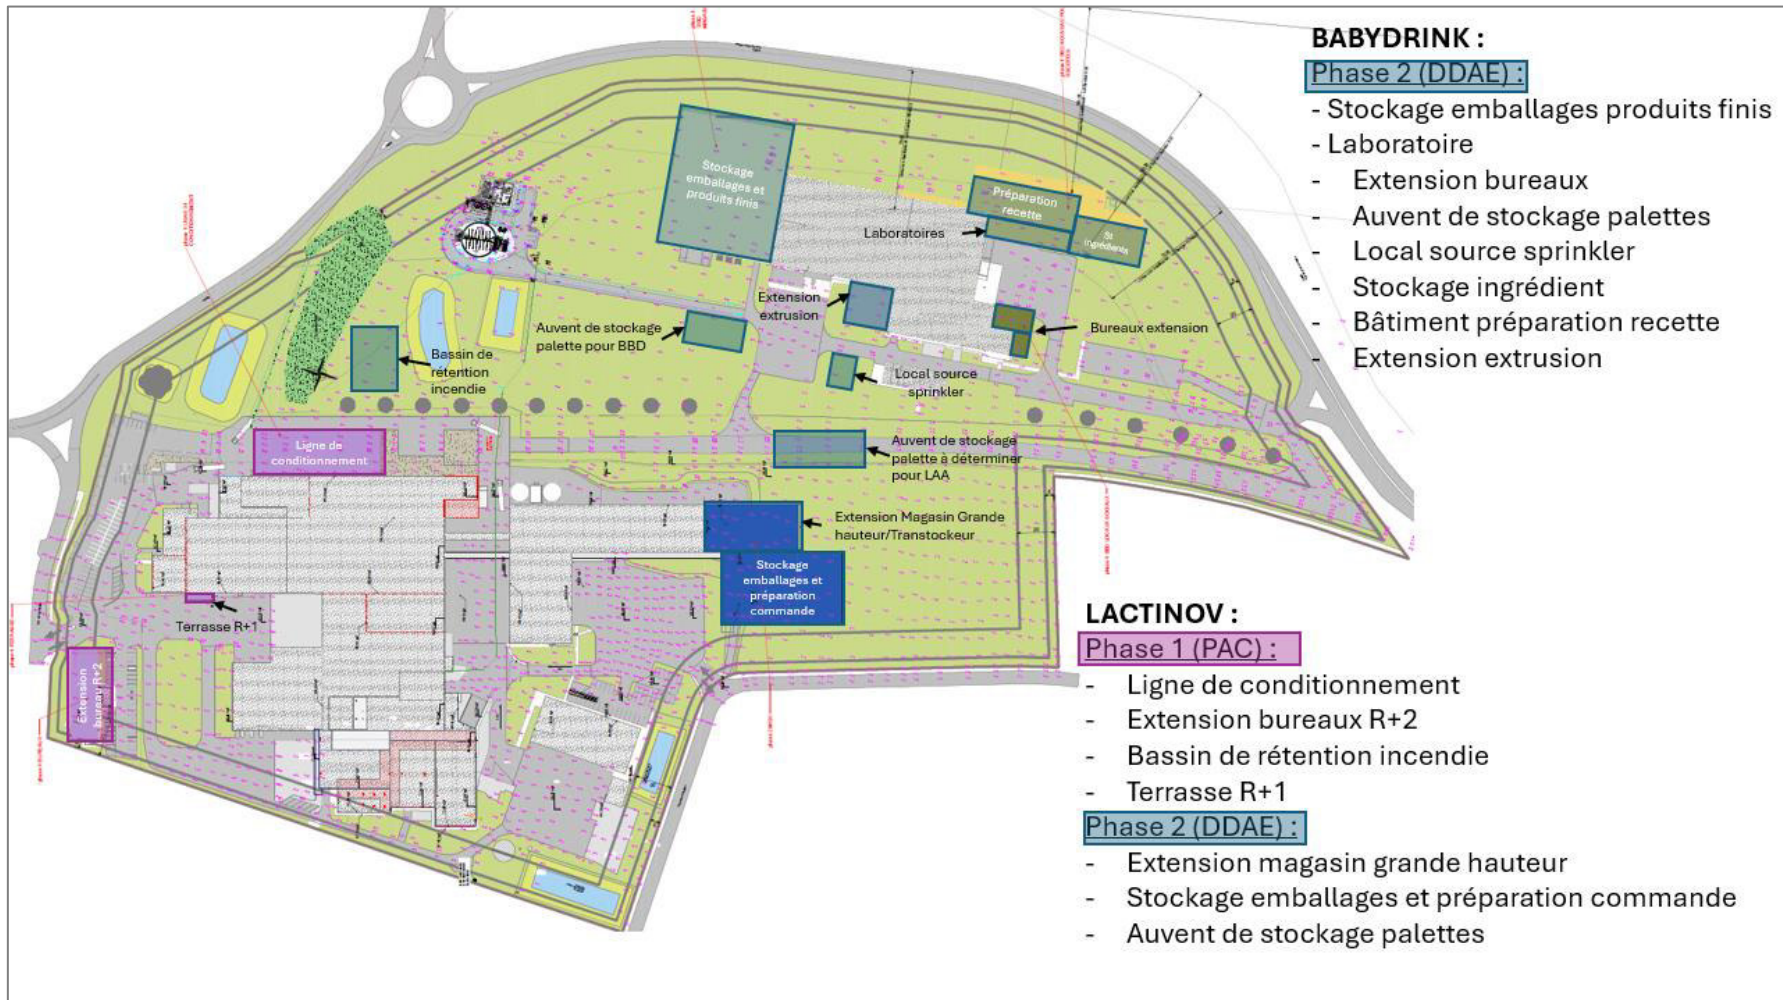 BABYDRINK :
Phase 2 (DDAE) :
- Stockage emballages produits finis
- Laboratoire
- Extension bureaux
- Auvent de stockage palettes
- Local source sprinkler
- Stockage ingrédient
- Bâtiment préparation recette
- Extension extrusion
Stockage
emballages et
produits finis
Préparation
recette
Laboratoires
St
ingrédients
Extension
extrusion
Auvent de stockage
palette pour BBD
Bureaux extension
Bassin de
rétention
incendie
Local source
sprinkler
Ligne de
conditionnement
Auvent de stockage
palette à déterminer
pour LAA
Extension Magasin Grande
hauteur/Transtockeur
Stockage
emballages et
préparation
commande
Terrasse R+1
Extension
bureau R+2
LACTINOV :
Phase 1 (PAC) :
- Ligne de conditionnement
- Extension bureaux R+2
- Bassin de rétention incendie
- Terrasse R+1
Phase 2 (DDAE) :
- Extension magasin grande hauteur
- Stockage emballages et préparation commande
- Auvent de stockage palettes